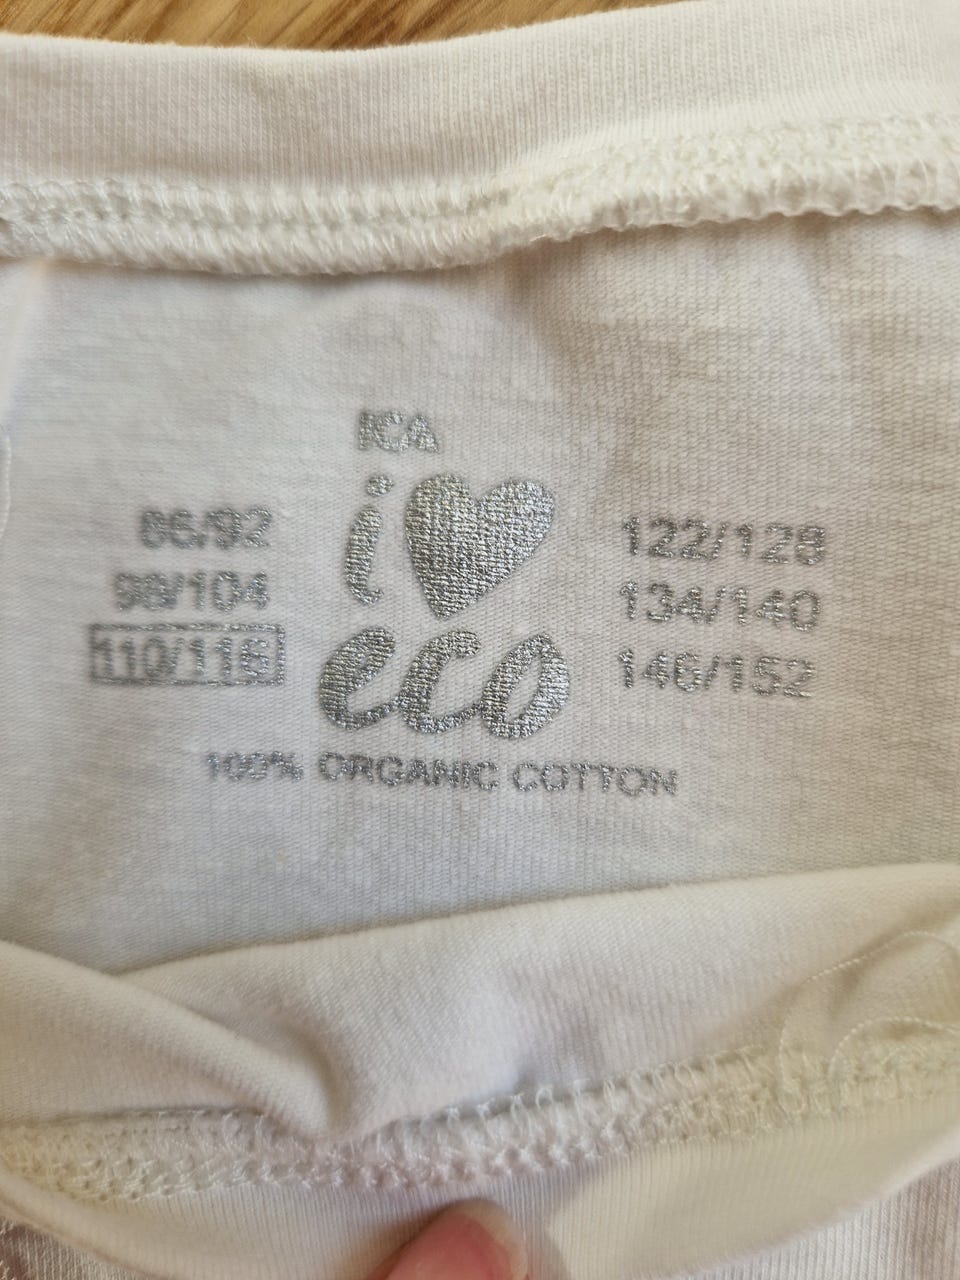 ICA
i ♥
eco
86/92
98/104
110/116
122/128
134/140
146/152
100% ORGANIC COTTON